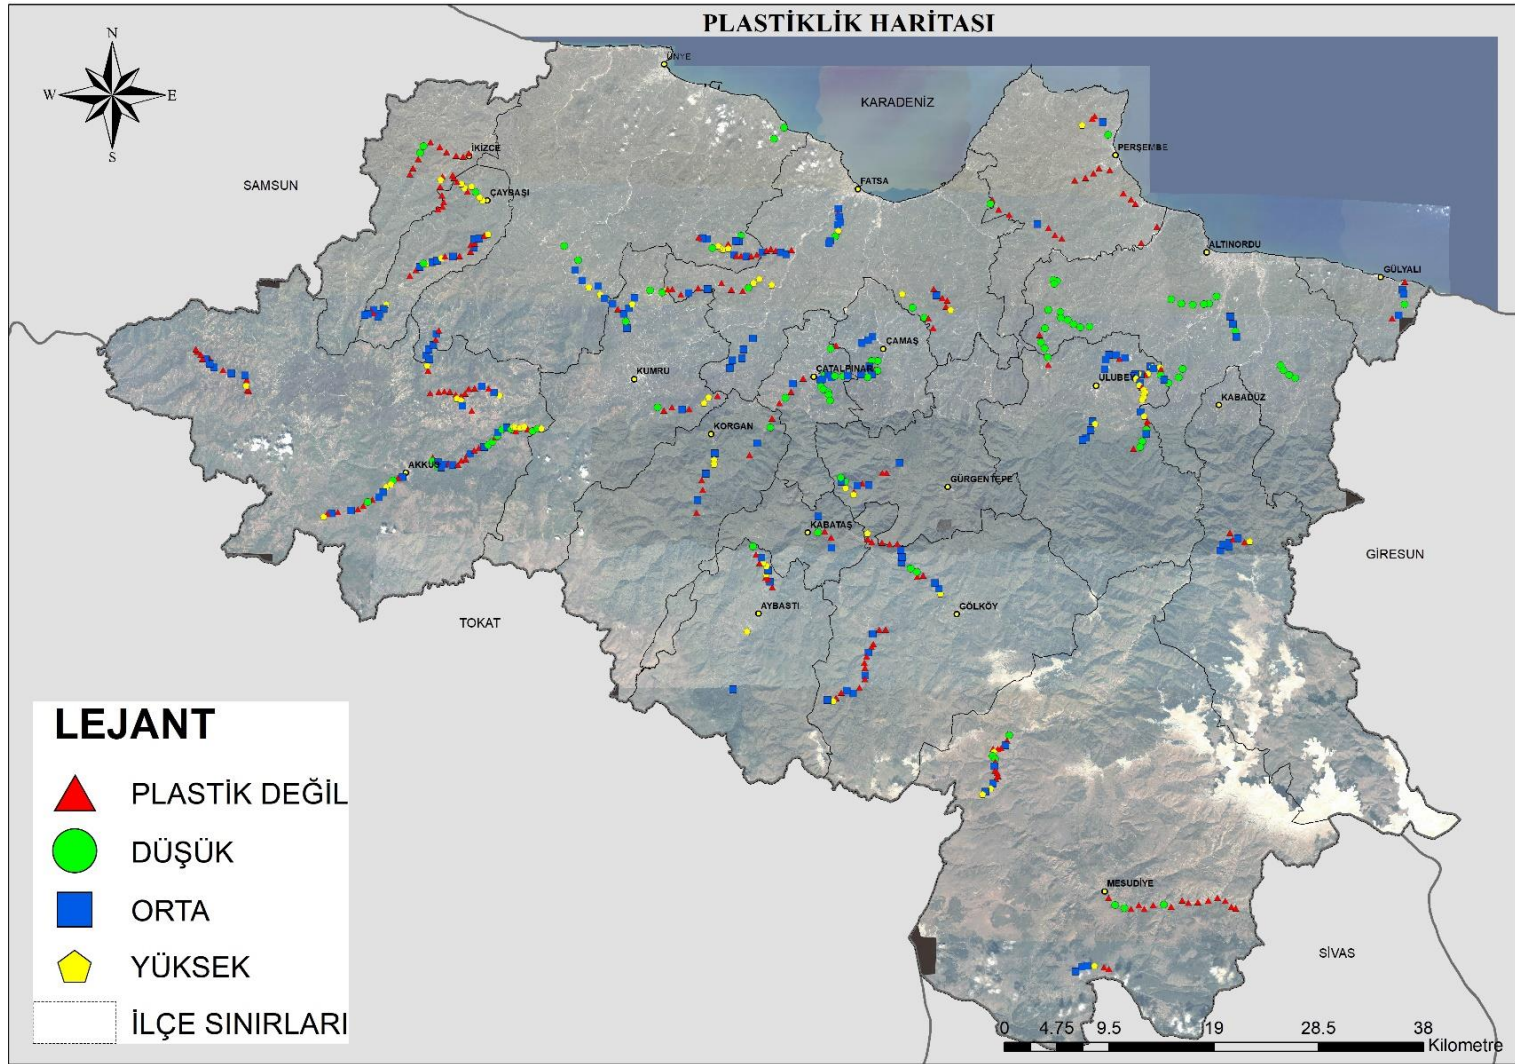 PLASTİKLİK HARİTASI
N
W
E
S
ÜNYE
KARADENİZ
PERŞEMBE
İKİZCE
SAMSUN
FATSA
ÇAYBAŞI
ALTINORDU
GÜLYALI
ÇAMAŞ
KUMRU
ÇATALPINAR
ULUBEY
KABADÜZ
KORGAN
AKKUŞ
GÜRGENTEPE
KABATAŞ
GİRESUN
AYBASTI
GÖLKÖY
TOKAT
MESUDİYE
SİVAS
LEJANT
PLASTİK DEĞİL
DÜŞÜK
ORTA
YÜKSEK
İLÇE SINIRLARI
0 4.75 9.5 19 28.5 38
Kilometre